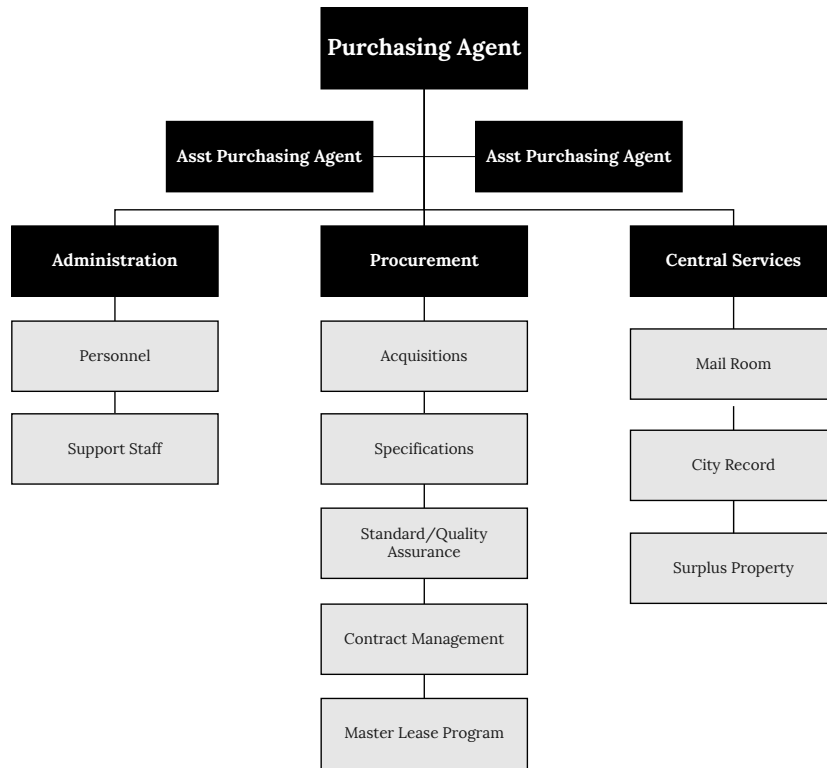 Purchasing Agent
Asst Purchasing Agent
Asst Purchasing Agent
Administration
Procurement
Central Services
Personnel
Support Staff
Acquisitions
Specifications
Standard/Quality
Assurance
Contract Management
Master Lease Program
Mail Room
City Record
Surplus Property